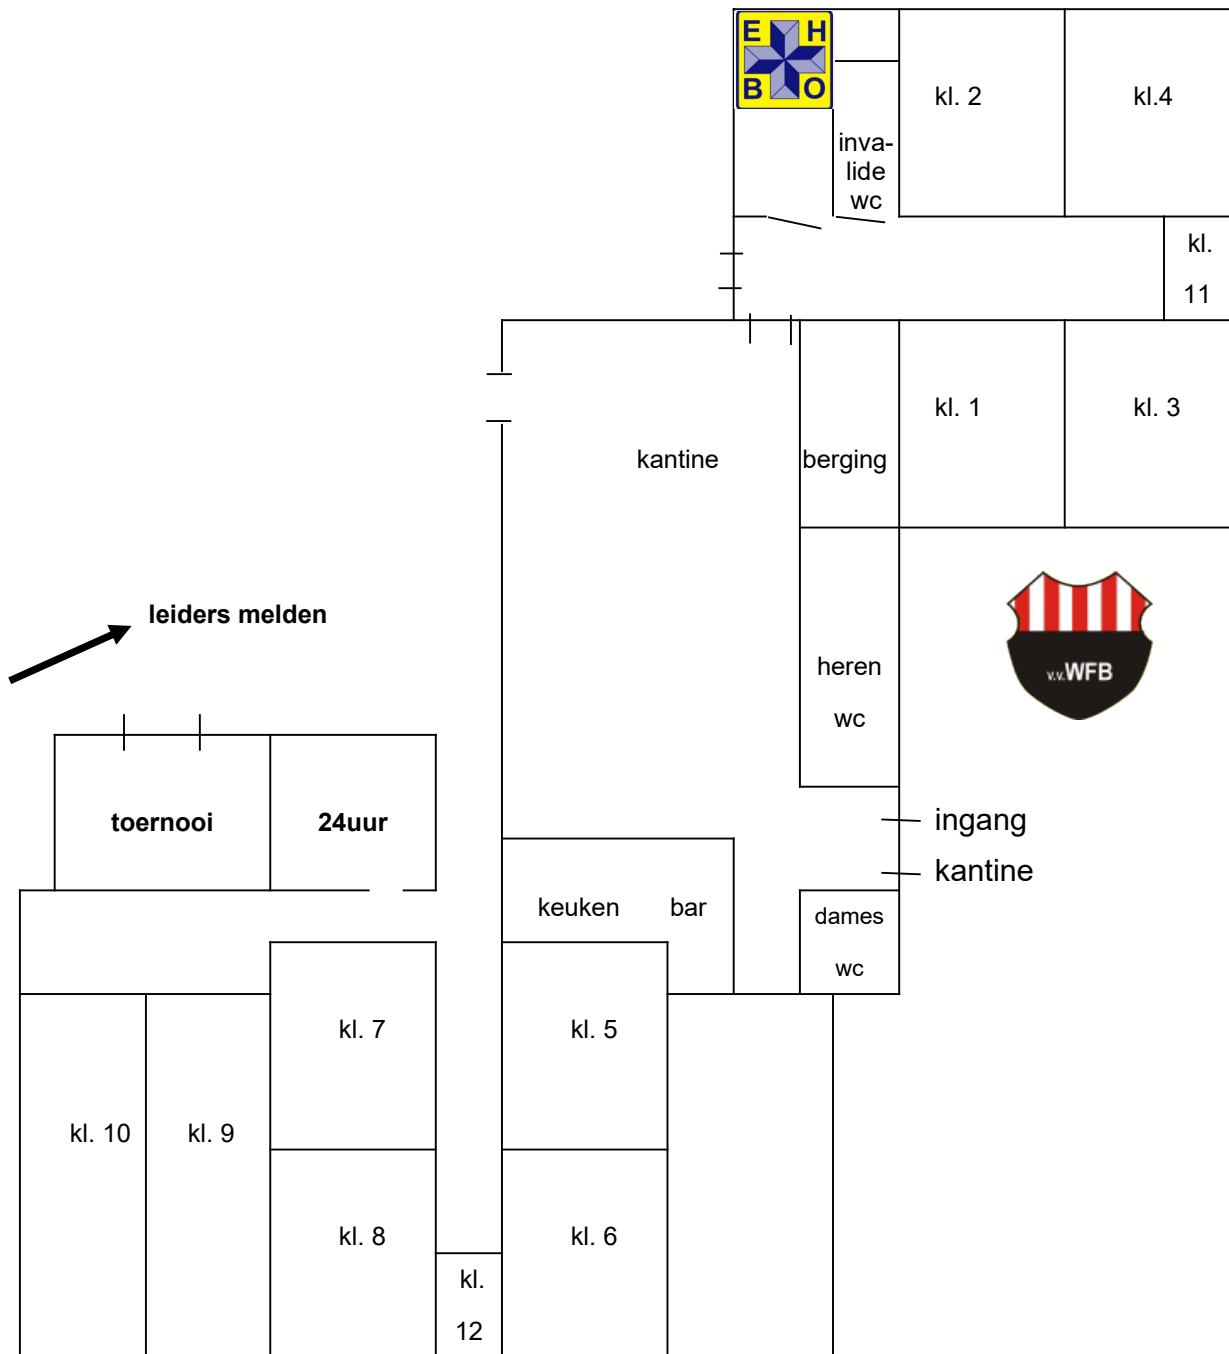 E H
B O
kl. 2
kl.4
inva-
lide
wc
kl.
11
kl. 1
kl. 3
kantine
berging
leiders melden
v.v.WFB
heren
wc
toernooi
24uur
ingang
kantine
keuken
bar
dames
wc
kl. 7
kl. 5
kl. 10
kl. 9
kl. 8
kl. 6
kl.
12